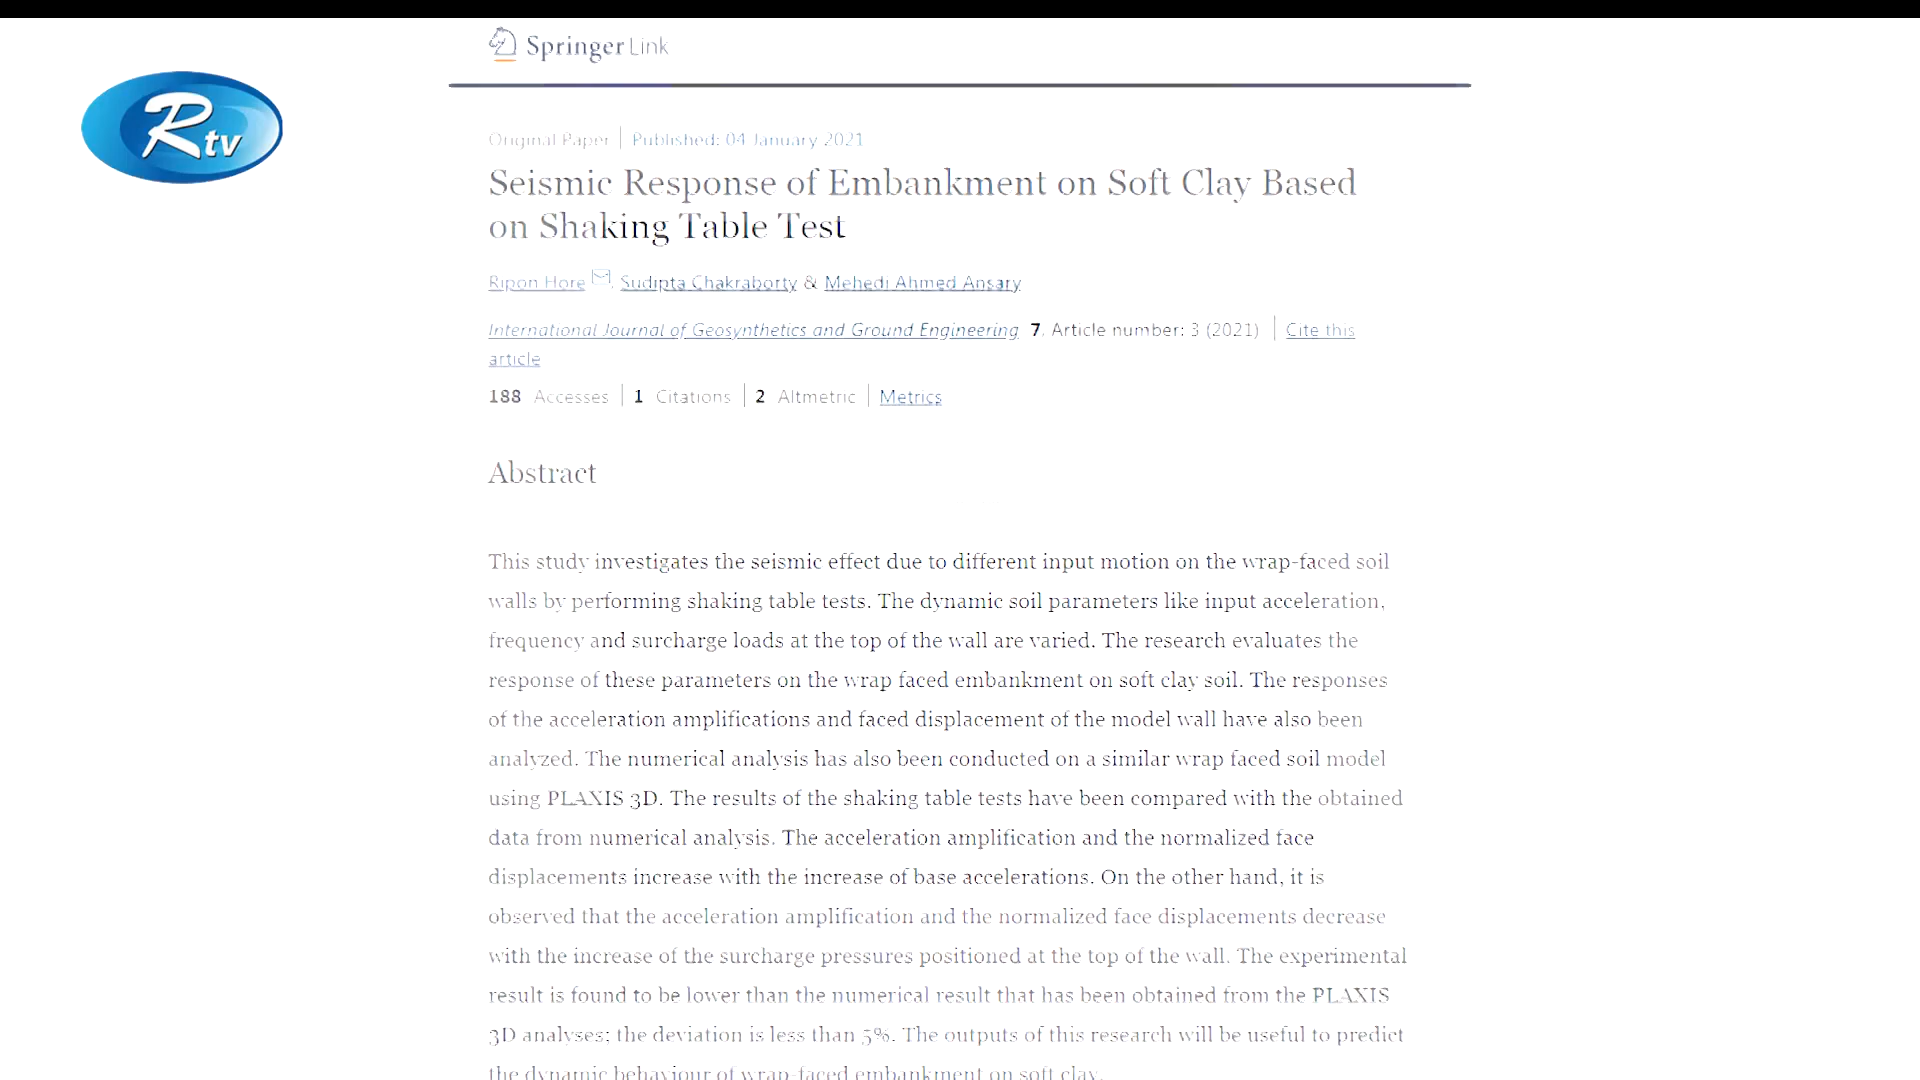 Springer Link
Rtv
Original Paper | Published: 04 January 2021
Seismic Response of Embankment on Soft Clay Based
on Shaking Table Test
Ripon Hore, Sudipta Chakraborty & Mehedi Ahmed Ansary
International Journal of Geosynthetics and Ground Engineering 7, Article number: 3 (2021) | Cite this
article
188 Accesses | 1 Citations | 2 Altmetric | Metrics
Abstract
This study investigates the seismic effect due to different input motion on the wrap-faced soil
walls by performing shaking table tests. The dynamic soil parameters like input acceleration,
frequency and surcharge loads at the top of the wall are varied. The research evaluates the
response of these parameters on the wrap faced embankment on soft clay soil. The responses
of the acceleration amplifications and faced displacement of the model wall have also been
analyzed. The numerical analysis has also been conducted on a similar wrap faced soil model
using PLAXIS 3D. The results of the shaking table tests have been compared with the obtained
data from numerical analysis. The acceleration amplification and the normalized face
displacements increase with the increase of base accelerations. On the other hand, it is
observed that the acceleration amplification and the normalized face displacements decrease
with the increase of the surcharge pressures positioned at the top of the wall. The experimental
result is found to be lower than the numerical result that has been obtained from the PLAXIS
3D analyses; the deviation is less than 5%. The outputs of this research will be useful to predict
the dynamic behaviour of wrap-faced embankment on soft clay.